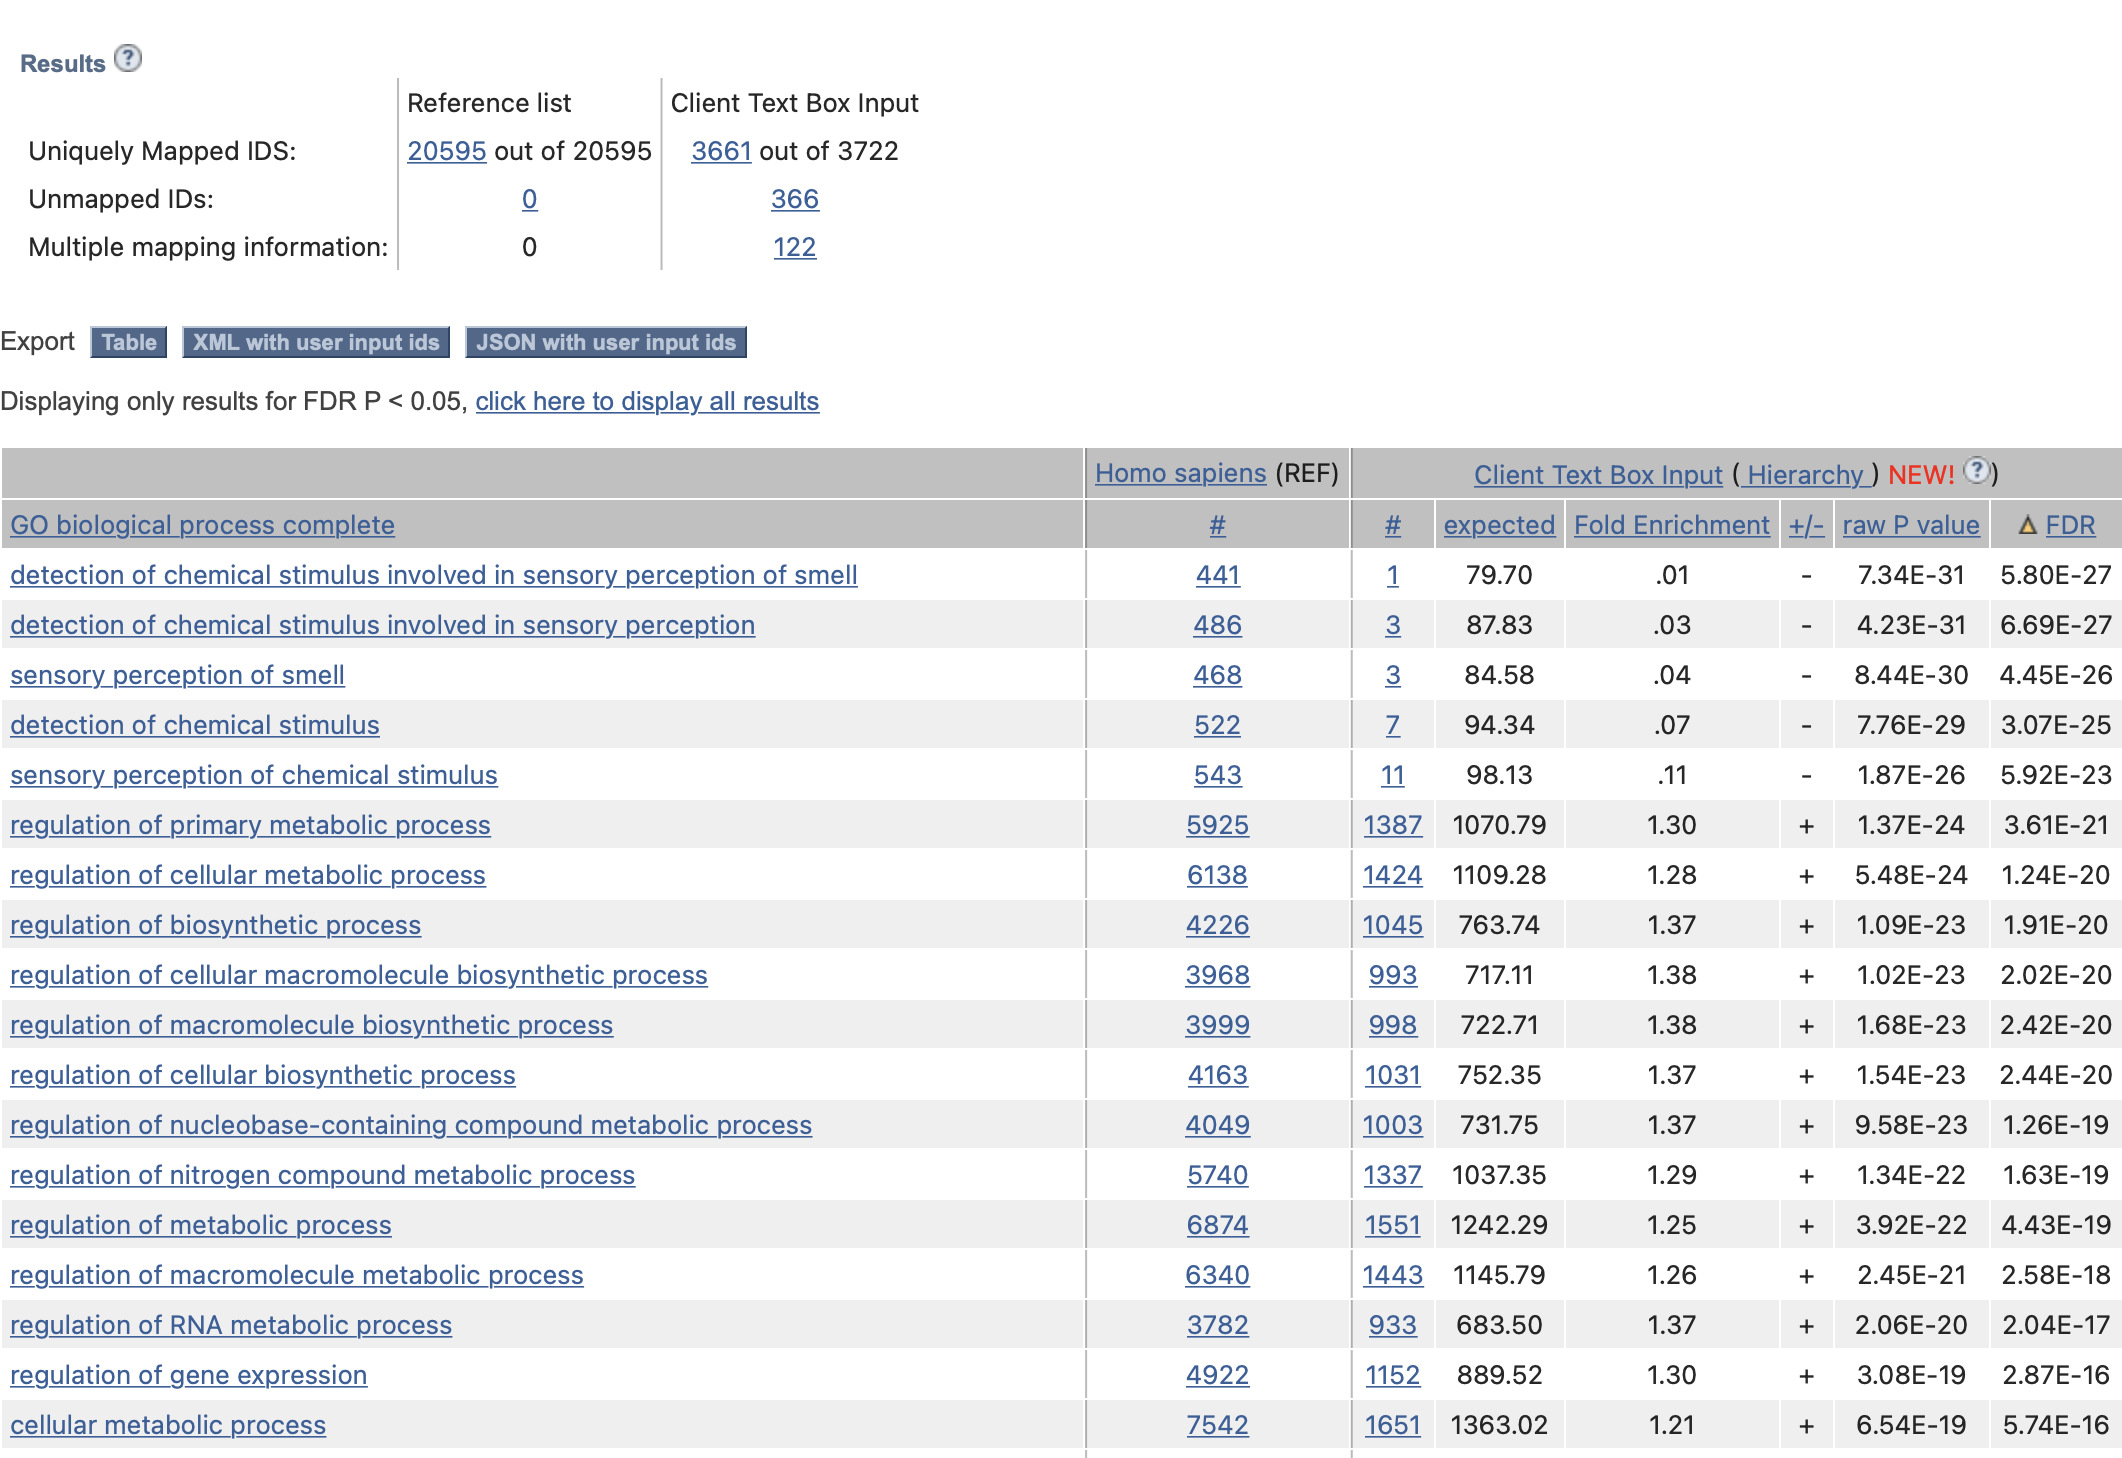 Results ?
Reference list Client Text Box Input
Uniquely Mapped IDS: 20595 out of 20595 3661 out of 3722
Unmapped IDs: 0 366
Multiple mapping information: 0 122
Export Table XML with user input ids JSON with user input ids
Displaying only results for FDR P < 0.05, click here to display all results
Homo sapiens (REF) Client Text Box Input ( Hierarchy ) NEW! ? )
GO biological process complete # # expected Fold Enrichment +/- raw P value FDR
detection of chemical stimulus involved in sensory perception of smell 441 1 79.70 .01 - 7.34E-31 5.80E-27
detection of chemical stimulus involved in sensory perception 486 3 87.83 .03 - 4.23E-31 6.69E-27
sensory perception of smell 468 3 84.58 .04 - 8.44E-30 4.45E-26
detection of chemical stimulus 522 7 94.34 .07 - 7.76E-29 3.07E-25
sensory perception of chemical stimulus 543 11 98.13 .11 - 1.87E-26 5.92E-23
regulation of primary metabolic process 5925 1387 1070.79 1.30 + 1.37E-24 3.61E-21
regulation of cellular metabolic process 6138 1424 1109.28 1.28 + 5.48E-24 1.24E-20
regulation of biosynthetic process 4226 1045 763.74 1.37 + 1.09E-23 1.91E-20
regulation of cellular macromolecule biosynthetic process 3968 993 717.11 1.38 + 1.02E-23 2.02E-20
regulation of macromolecule biosynthetic process 3999 998 722.71 1.38 + 1.68E-23 2.42E-20
regulation of cellular biosynthetic process 4163 1031 752.35 1.37 + 1.54E-23 2.44E-20
regulation of nucleobase-containing compound metabolic process 4049 1003 731.75 1.37 + 9.58E-23 1.26E-19
regulation of nitrogen compound metabolic process 5740 1337 1037.35 1.29 + 1.34E-22 1.63E-19
regulation of metabolic process 6874 1551 1242.29 1.25 + 3.92E-22 4.43E-19
regulation of macromolecule metabolic process 6340 1443 1145.79 1.26 + 2.45E-21 2.58E-18
regulation of RNA metabolic process 3782 933 683.50 1.37 + 2.06E-20 2.04E-17
regulation of gene expression 4922 1152 889.52 1.30 + 3.08E-19 2.87E-16
cellular metabolic process 7542 1651 1363.02 1.21 + 6.54E-19 5.74E-16